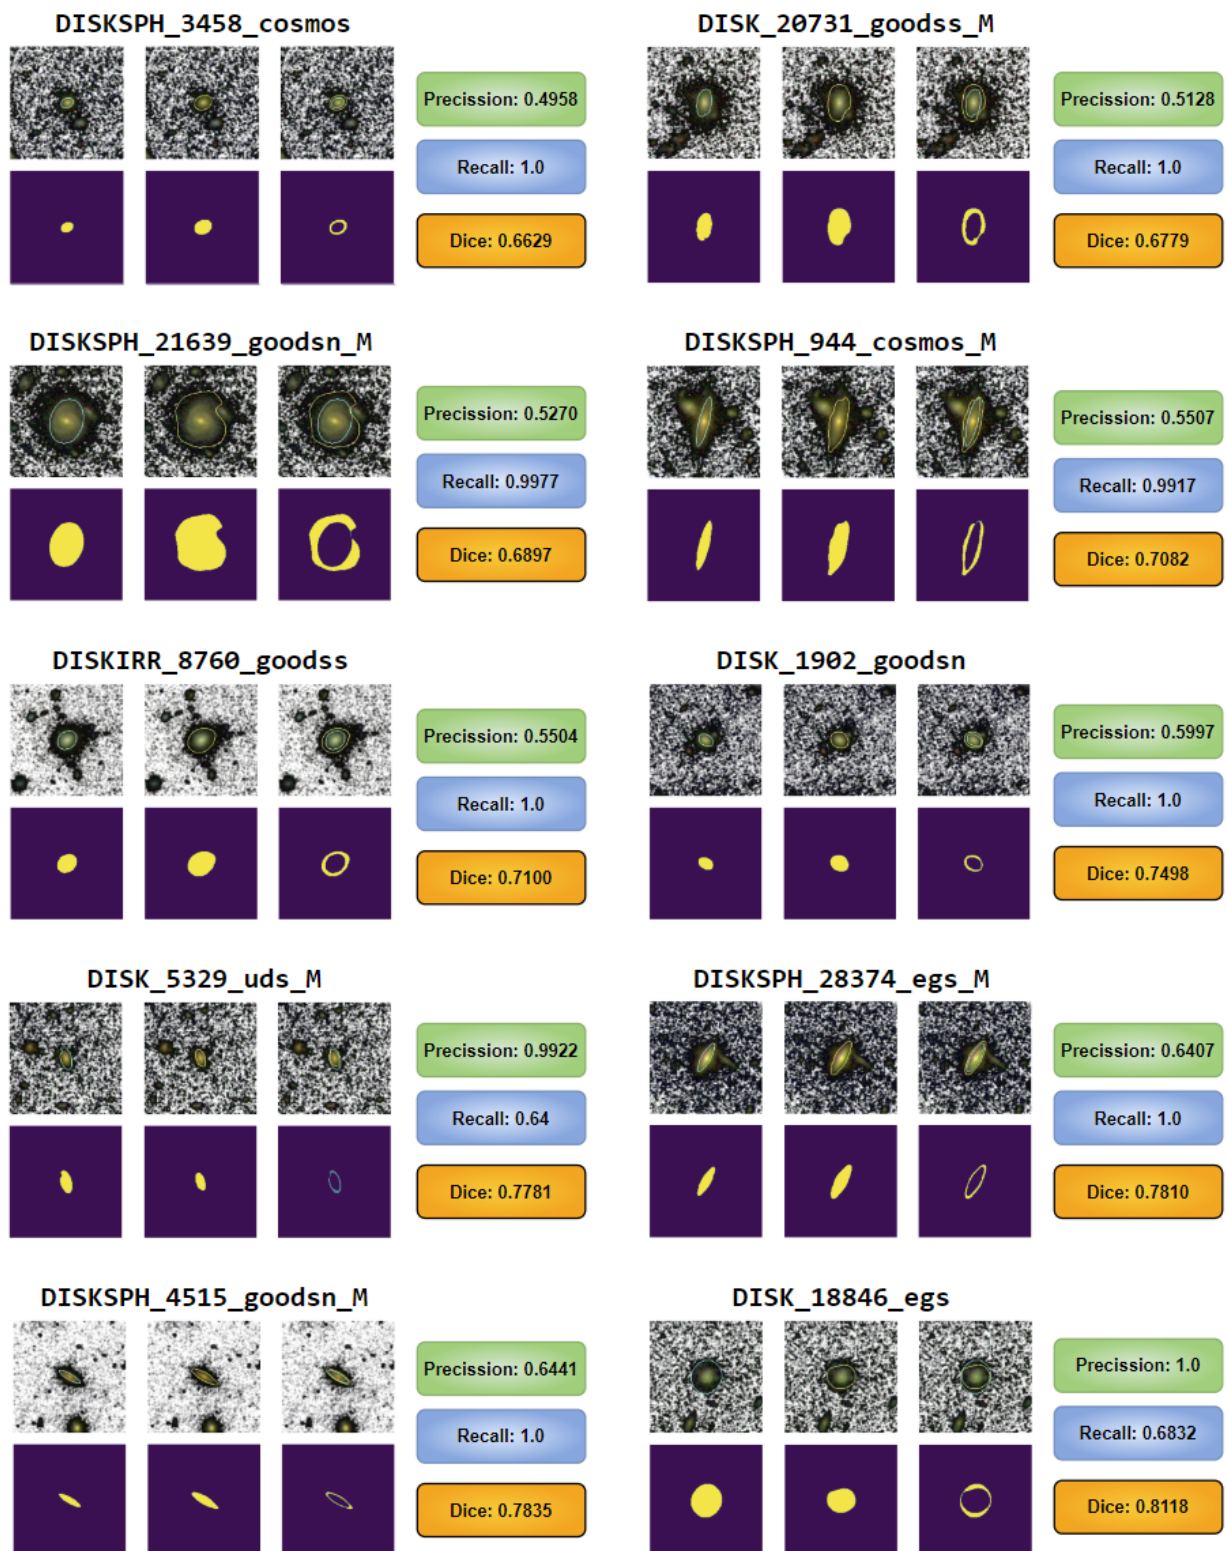 DISKSPH_3458_cosmos
Precission: 0.4958
Recall: 1.0
Dice: 0.6629
DISK_20731_goodss_M
Precission: 0.5128
Recall: 1.0
Dice: 0.6779
DISKSPH_21639_goodsn_M
Precission: 0.5270
Recall: 0.9977
Dice: 0.6897
DISKSPH_944_cosmos_M
Precission: 0.5507
Recall: 0.9917
Dice: 0.7082
DISKIRR_8760_goodss
Precission: 0.5504
Recall: 1.0
Dice: 0.7100
DISK_1902_goodsn
Precission: 0.5997
Recall: 1.0
Dice: 0.7498
DISK_5329_uds_M
Precission: 0.9922
Recall: 0.64
Dice: 0.7781
DISKSPH_28374_egs_M
Precission: 0.6407
Recall: 1.0
Dice: 0.7810
DISKSPH_4515_goodsn_M
Precission: 0.6441
Recall: 1.0
Dice: 0.7835
DISK_18846_egs
Precission: 1.0
Recall: 0.6832
Dice: 0.8118